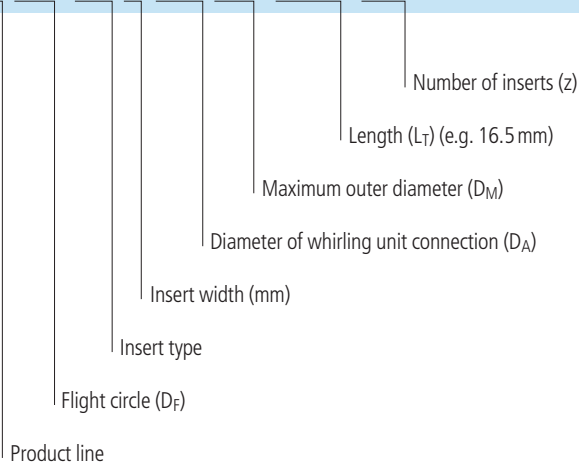 Number of inserts (z)
Length (LT) (e.g. 16.5 mm)
Maximum outer diameter (DM)
Diameter of whirling unit connection (DA)
Insert width (mm)
Insert type
Flight circle (DF)
Product line